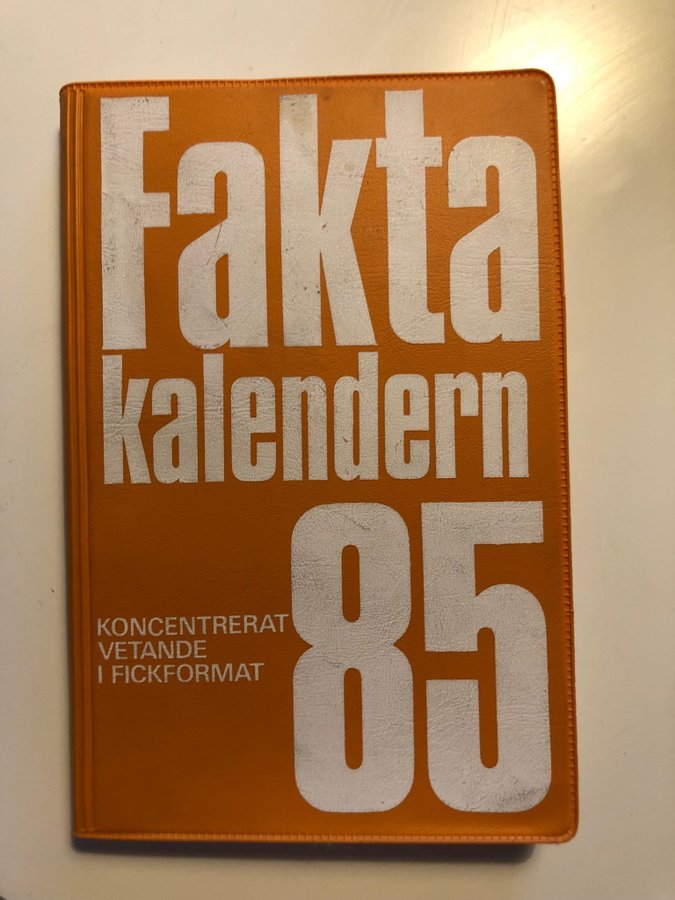 Fakta
kalendern
85
KONCENTRERAT
VETANDE
I FICKFORMAT